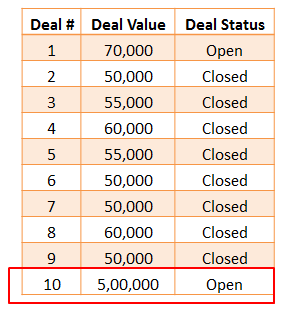 Deal # Deal Value Deal Status
1 70,000 Open
2 50,000 Closed
3 55,000 Closed
4 60,000 Closed
5 55,000 Closed
6 50,000 Closed
7 50,000 Closed
8 60,000 Closed
9 50,000 Closed
10 5,00,000 Open